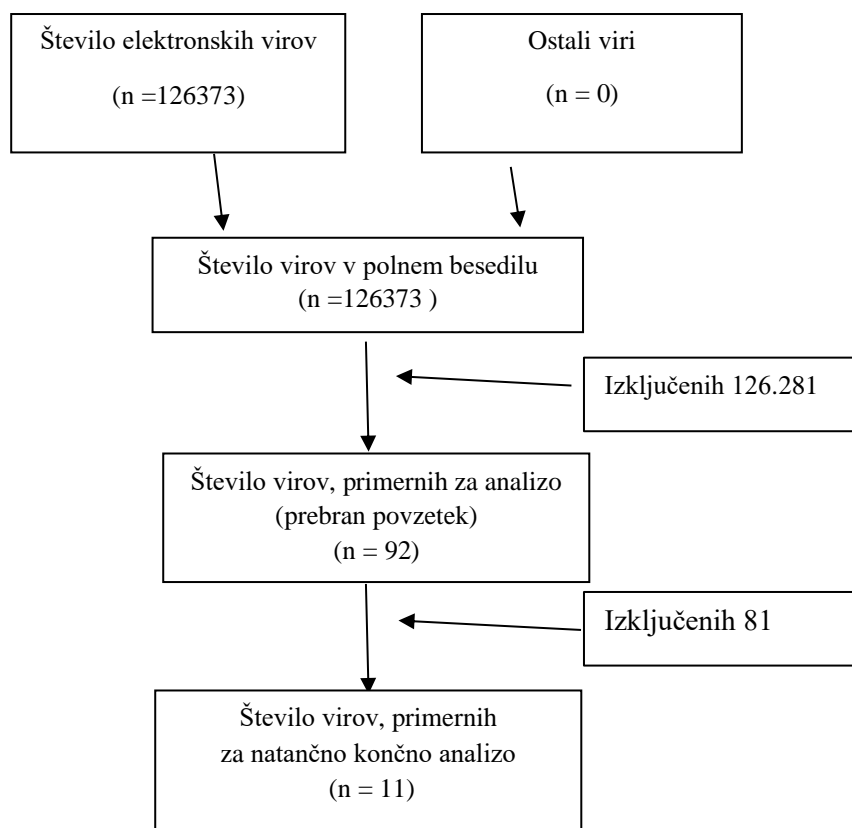 Število elektronskih virov
(n =126373)
Ostali viri
(n = 0)
Število virov v polnem besedilu
(n =126373 )
Izključenih 126.281
Število virov, primernih za analizo
(prebran povzetek)
(n = 92)
Izključenih 81
Število virov, primernih
za natančno končno analizo
(n = 11)